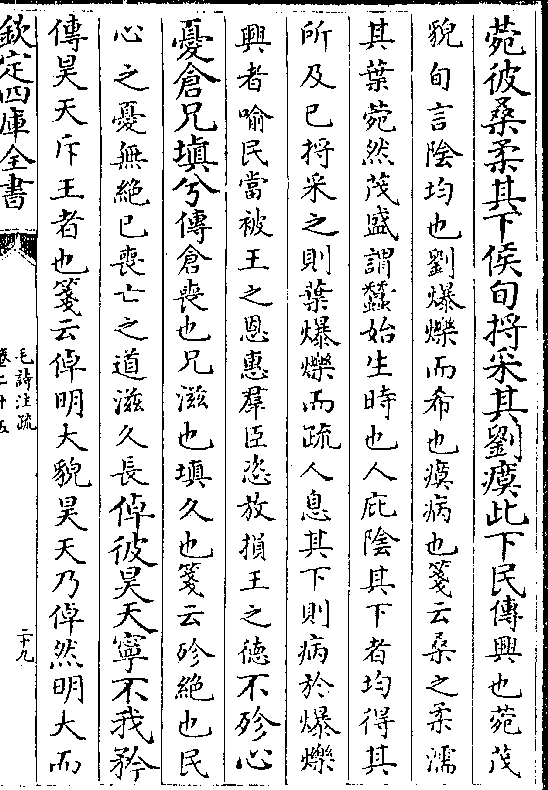 菀彼桑柔其下侯旬捋采其劉瘼此下民傳興也菀茂
貌旬言陰均也劉爆爍而希也瘼病也箋云桑之柔濡
其葉菀然茂盛謂蠶始生時也人庇陰其下者均得其
所及已捋采之則葉爆爍而疏人息其下則病於爆爍
興者喻民當被王之恩惠羣臣恣放損王之德不殄心
憂倉兄填兮傳倉喪也兄滋也填久也箋云殄絕也民
心之憂無絕已喪亡之道滋久長倬彼昊天寧不我矜
傳昊天斥王者也箋云倬明大貌昊天乃倬然明大而
欽定四庫全書
毛詩注疏
卷二十五
二十九